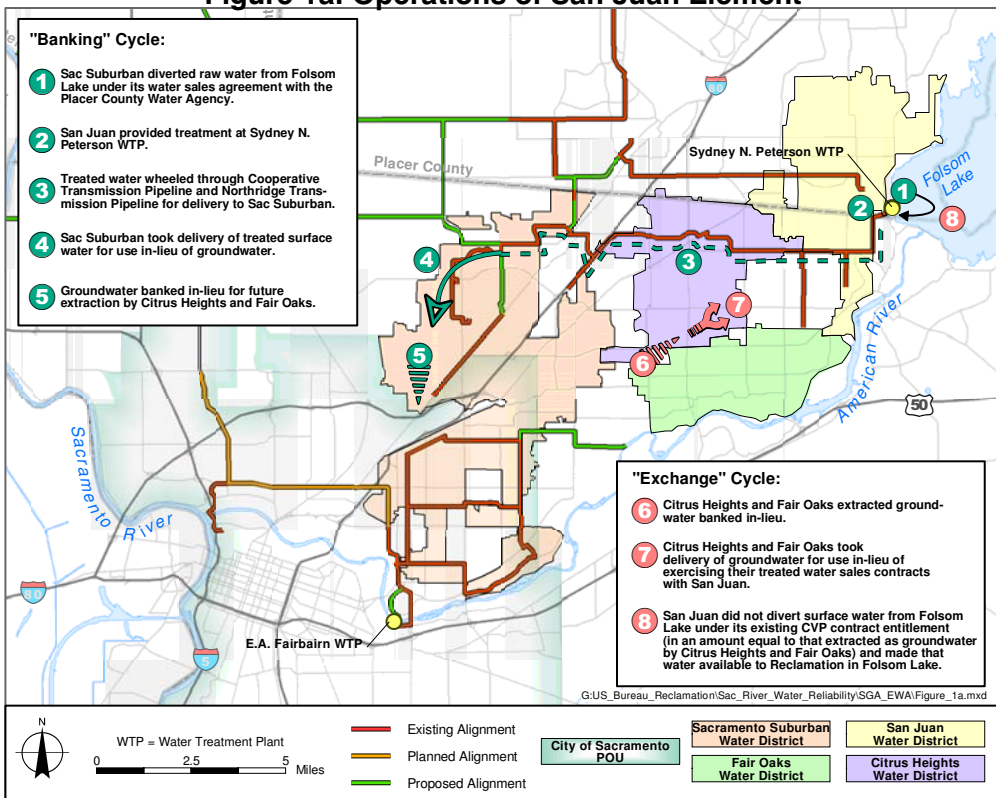 Figure 1a. Operations of San Juan Element
"Banking" Cycle:
1 Sac Suburban diverted raw water from Folsom
Lake under its water sales agreement with the
Placer County Water Agency.
2 San Juan provided treatment at Sydney N.
Peterson WTP.
3 Treated water wheeled through Cooperative
Transmission Pipeline and Northridge Trans-
mission Pipeline for delivery to Sac Suburban.
4 Sac Suburban took delivery of treated surface
water for use in-lieu of groundwater.
5 Groundwater banked in-lieu for future
extraction by Citrus Heights and Fair Oaks.
80
Placer County
Sydney N. Peterson WTP
Folsom
Lake
1
2
8
3
4
5
7
6
American River
50
Sacramento
River
80
5
E.A. Fairbairn WTP
"Exchange" Cycle:
6 Citrus Heights and Fair Oaks extracted ground-
water banked in-lieu.
7 Citrus Heights and Fair Oaks took
delivery of groundwater for use in-lieu of
exercising their treated water sales contracts
with San Juan.
8 San Juan did not divert surface water from Folsom
Lake under its existing CVP contract entitlement
(in an amount equal to that extracted as groundwater
by Citrus Heights and Fair Oaks) and made that
water available to Reclamation in Folsom Lake.
G:US_Bureau_Reclamation\Sac_River_Water_Reliability\SGA_EWA\Figure_1a.mxd
N
WTP = Water Treatment Plant
0 2.5 5
Miles
Existing Alignment
Planned Alignment
Proposed Alignment
City of Sacramento
POU
Sacramento Suburban
Water District
San Juan
Water District
Fair Oaks
Water District
Citrus Heights
Water District